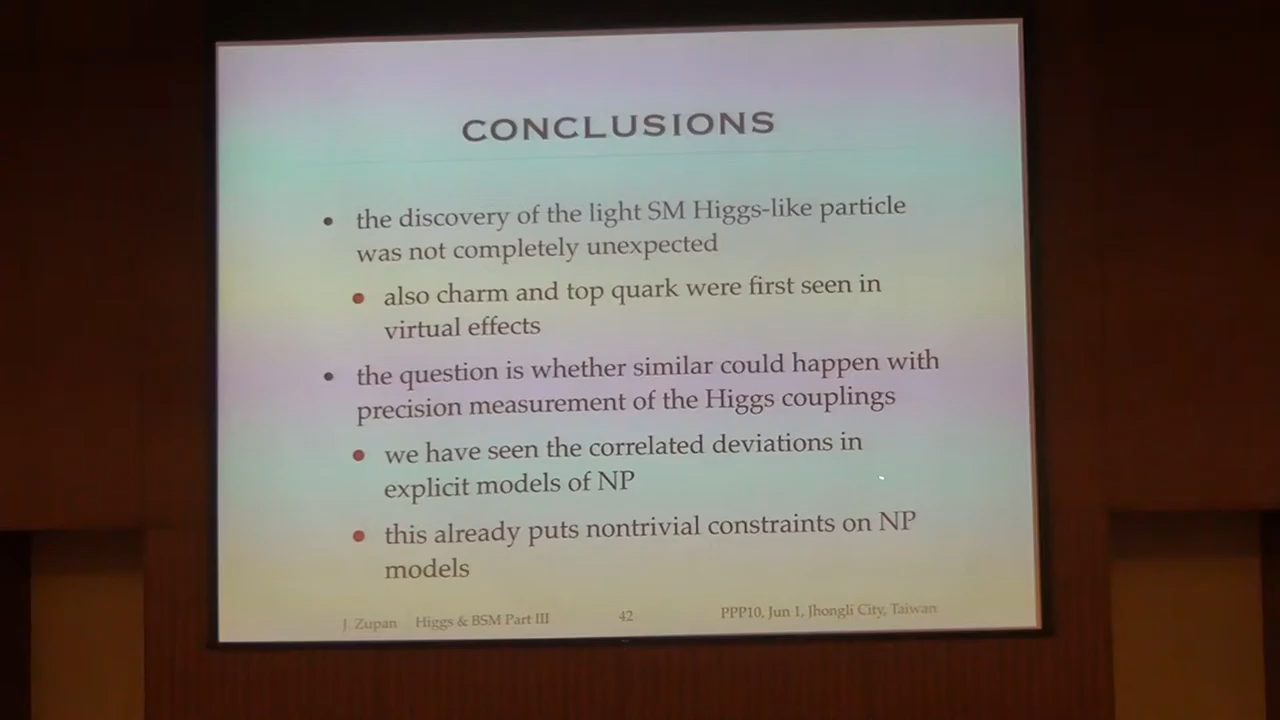 CONCLUSIONS
• the discovery of the light SM Higgs-like particle
was not completely unexpected
• also charm and top quark were first seen in
virtual effects
• the question is whether similar could happen with
precision measurement of the Higgs couplings
• we have seen the correlated deviations in
explicit models of NP
• this already puts nontrivial constraints on NP
models
J. Zupan Higgs & BSM Part III 42 PPP10, Jun 1, Jhongli City, Taiwan